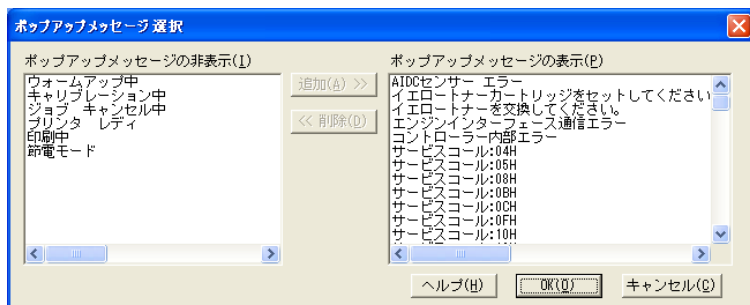 ポップアップメッセージ 選択
ポップアップメッセージの非表示(I)
ウォームアップ中
キャリブレーション中
ジョブ キャンセル中
プリンタ レディ
印刷中
節電モード
追加(A) >>
<< 削除(D)
ポップアップメッセージの表示(P)
AIDCセンサー エラー
イエロートナーカートリッジをセットしてください
イエロートナーを交換してください。
エンジンインターフェース通信エラー
コントローラー内部エラー
サービスコール:04H
サービスコール:05H
サービスコール:08H
サービスコール:0BH
サービスコール:0CH
サービスコール:0FH
サービスコール:10H
ヘルプ(H)
OK(O)
キャンセル(C)